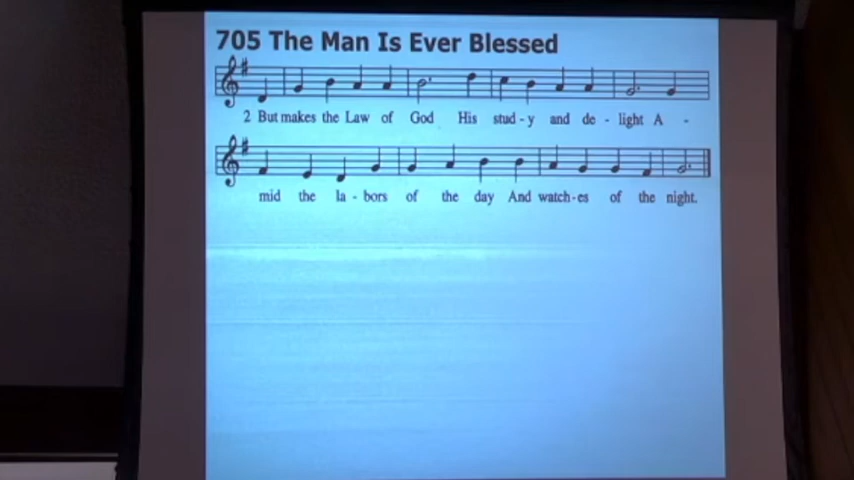 705 The Man Is Ever Blessed
2 But makes the Law of God His stud - y and de - light A -
mid the la - bors of the day And watch - es of the night.